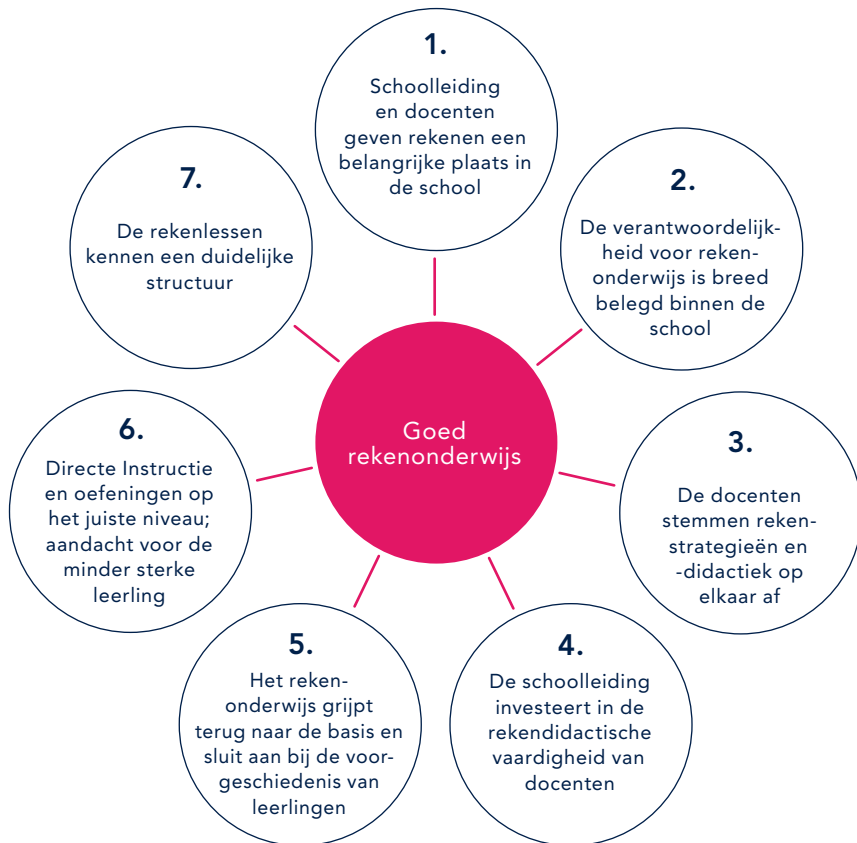 1.
Schoolleiding
en docenten
geven rekenen een
belangrijke plaats in
de school
2.
De verantwoordelijk-
heid voor reken-
onderwijs is breed
belegd binnen de
school
3.
De docenten
stemmen reken-
strategieën en
-didactiek op
elkaar af
4.
De schoolleiding
investeert in de
rekendidactische
vaardigheid van
docenten
5.
Het reken-
onderwijs grijpt
terug naar de basis en
sluit aan bij de voor-
geschiedenis van
leerlingen
6.
Directe Instructie
en oefeningen op
het juiste niveau;
aandacht voor de
minder sterke
leerling
7.
De rekenlessen
kennen een duidelijke
structuur
Goed
rekenonderwijs